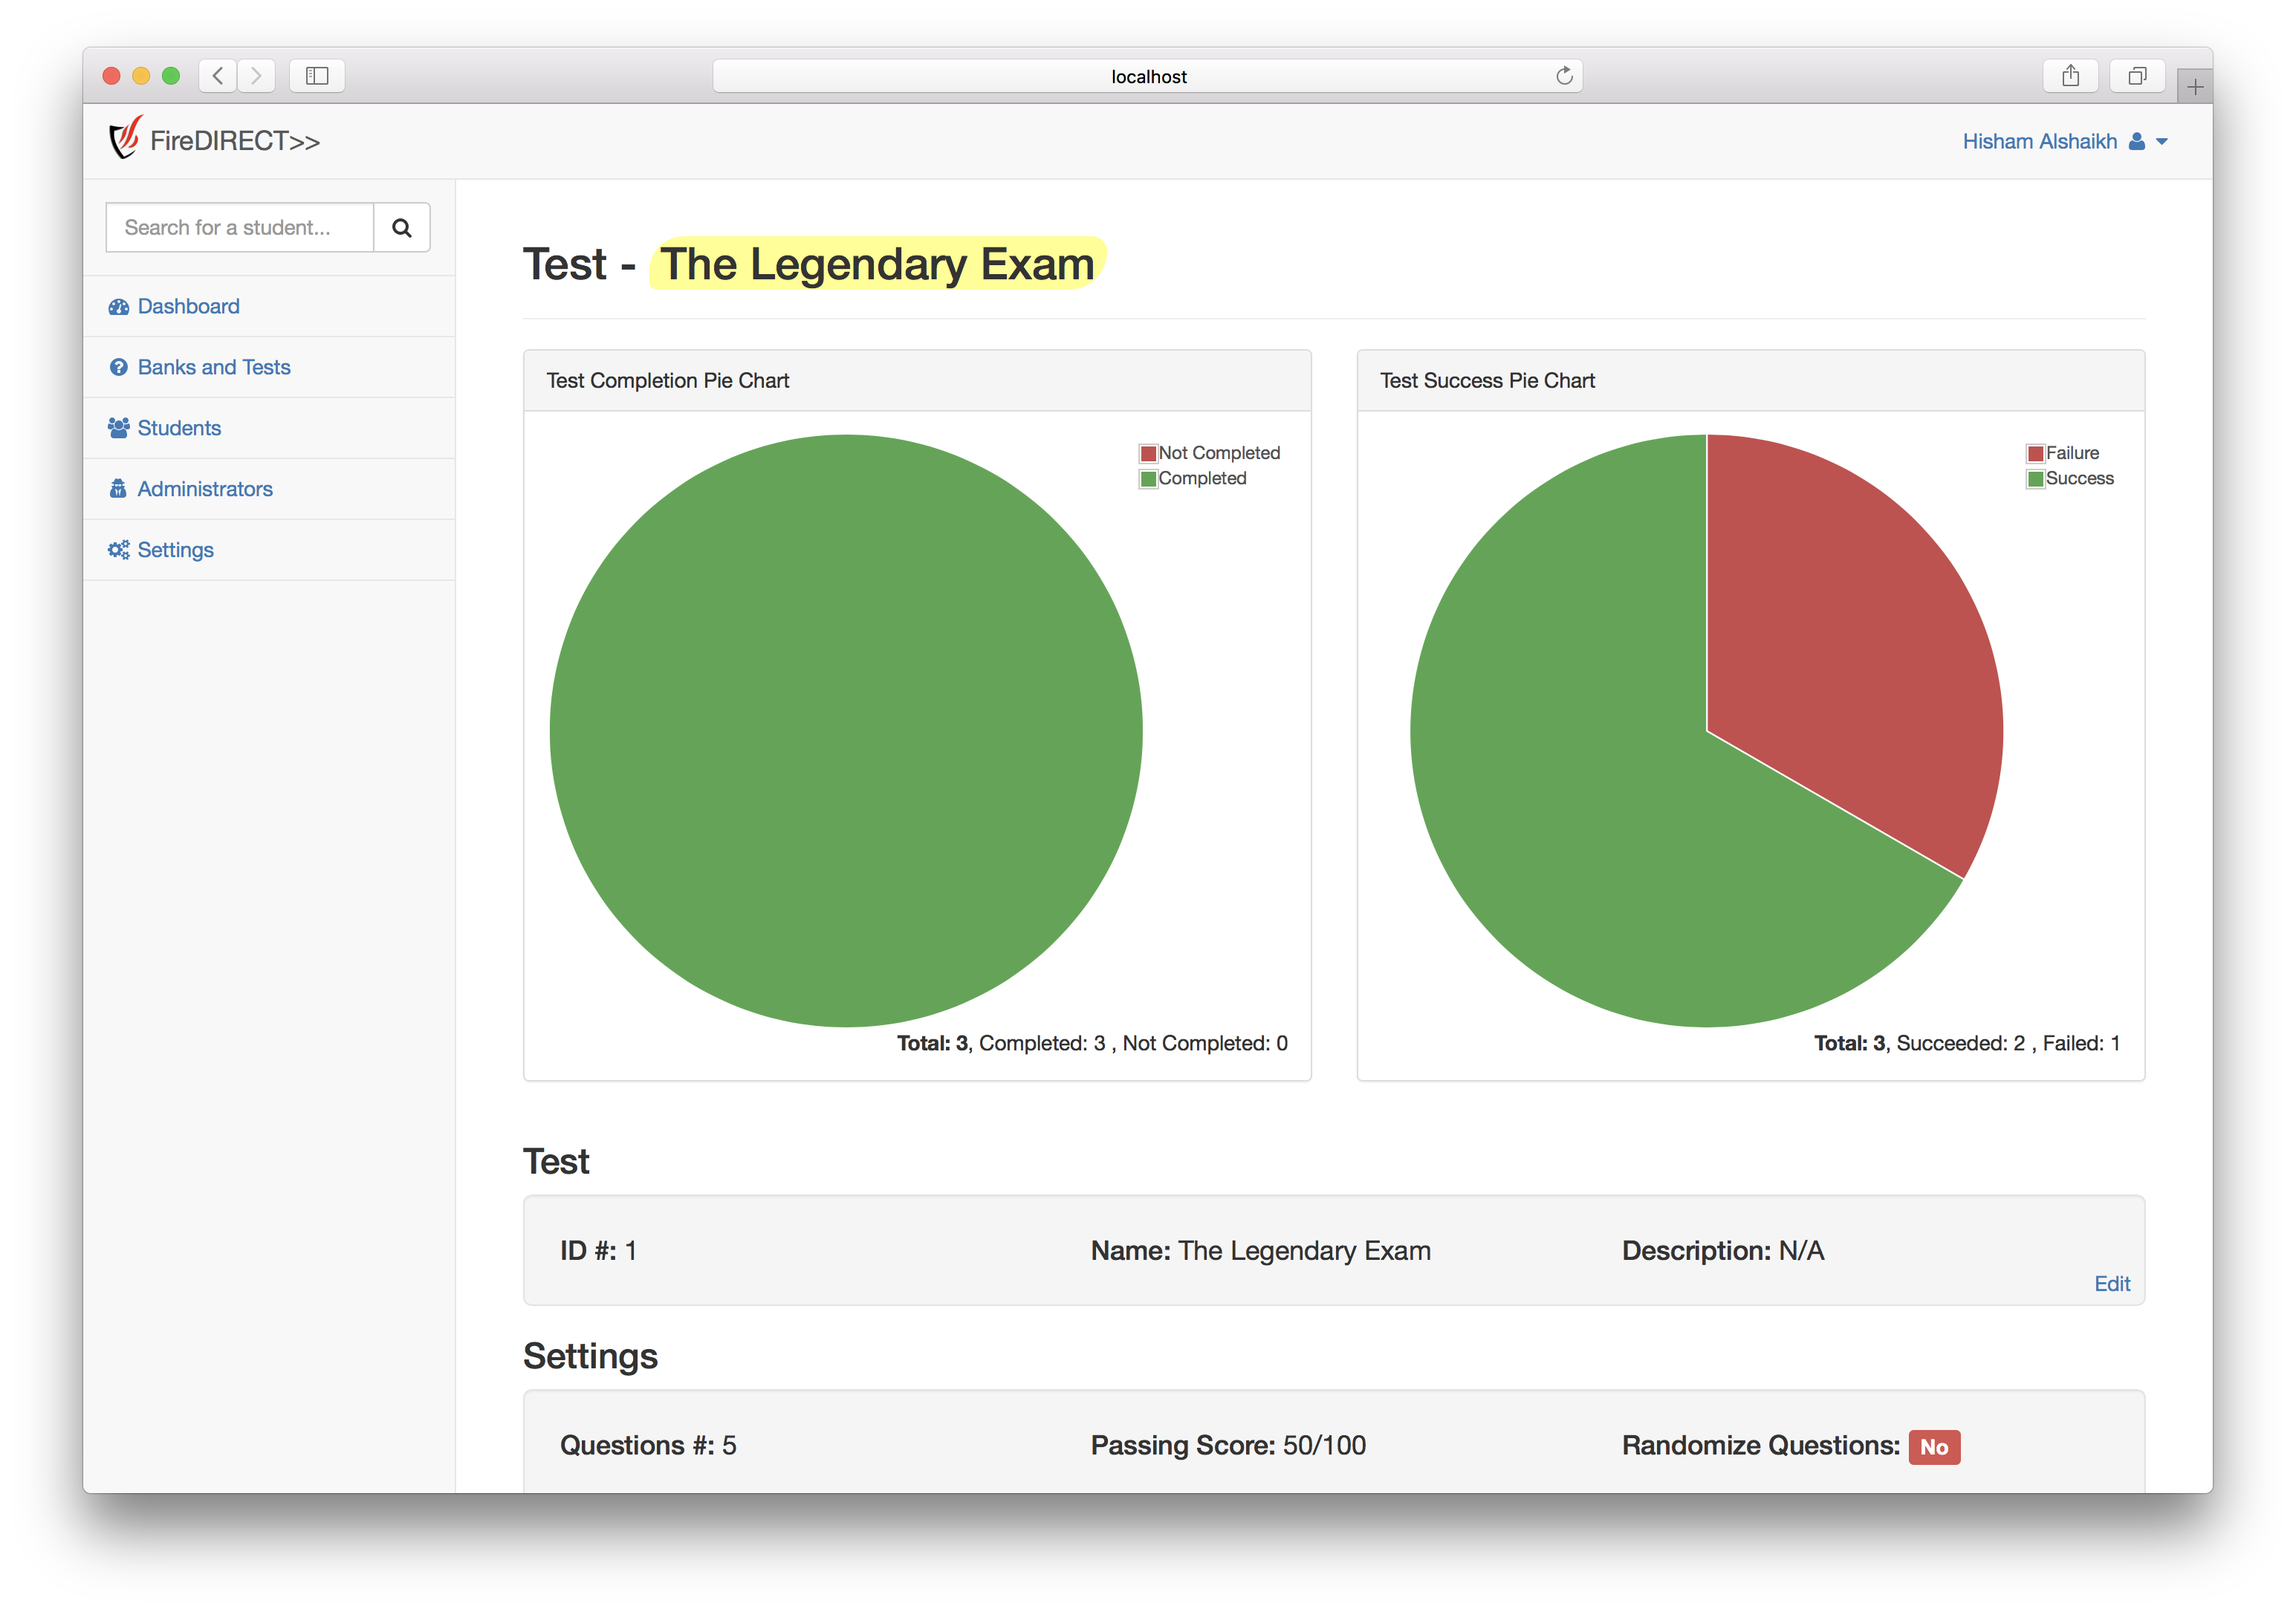 localhost
FireDIRECT>>
Hisham Alshaikh
Search for a student...
Dashboard
Banks and Tests
Students
Administrators
Settings
Test - The Legendary Exam
Test Completion Pie Chart
Not Completed
Completed
Total: 3, Completed: 3 , Not Completed: 0
Test Success Pie Chart
Failure
Success
Total: 3, Succeeded: 2 , Failed: 1
Test
ID #: 1 Name: The Legendary Exam Description: N/A
Edit
Settings
Questions #: 5 Passing Score: 50/100 Randomize Questions: No